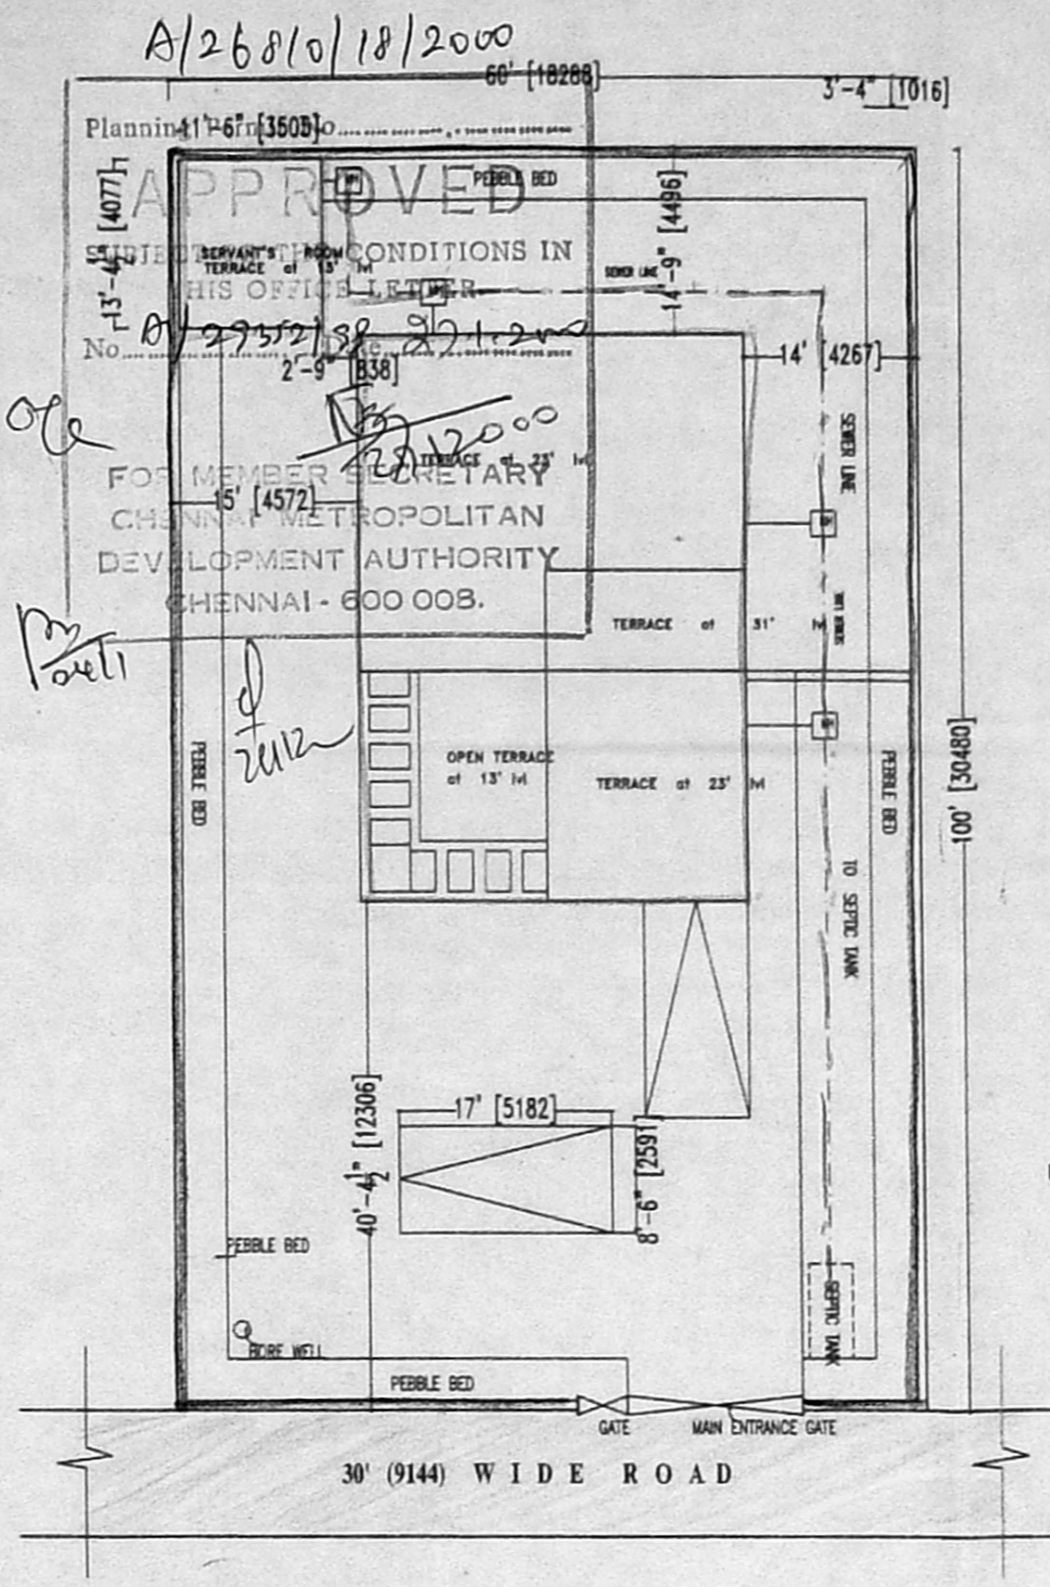 A/268/0/18/2000
60' [18288]
3'-4" [1016]
Planning Permit No
11'-6" [3505]
APPROVED
PEBBLE BED
13'-4½" [4077]
14'-9" [4496]
SUBJECT TO THE CONDITIONS IN
SERVANT'S ROOM
TERRACE at 13' lvl
SEWER LINE
THIS OFFICE LETTER
No. Date
2'-9" [838]
14' [4267]
SEWER LINE
TERRACE at 23' lvl
FOR MEMBER SECRETARY
15' [4572]
CHENNAI METROPOLITAN
DEVELOPMENT AUTHORITY
CHENNAI - 600 008.
TERRACE at 31' lvl
OPEN TERRACE
at 13' lvl
TERRACE at 23' lvl
PEBBLE BED
PEBBLE BED
100' [30480]
TO SEPTIC TANK
17' [5182]
40'-4½" [12306]
8'-6" [2591]
PEBBLE BED
SEPTIC TANK
BORE WELL
PEBBLE BED
GATE
MAIN ENTRANCE GATE
30' (9144) WIDE ROAD